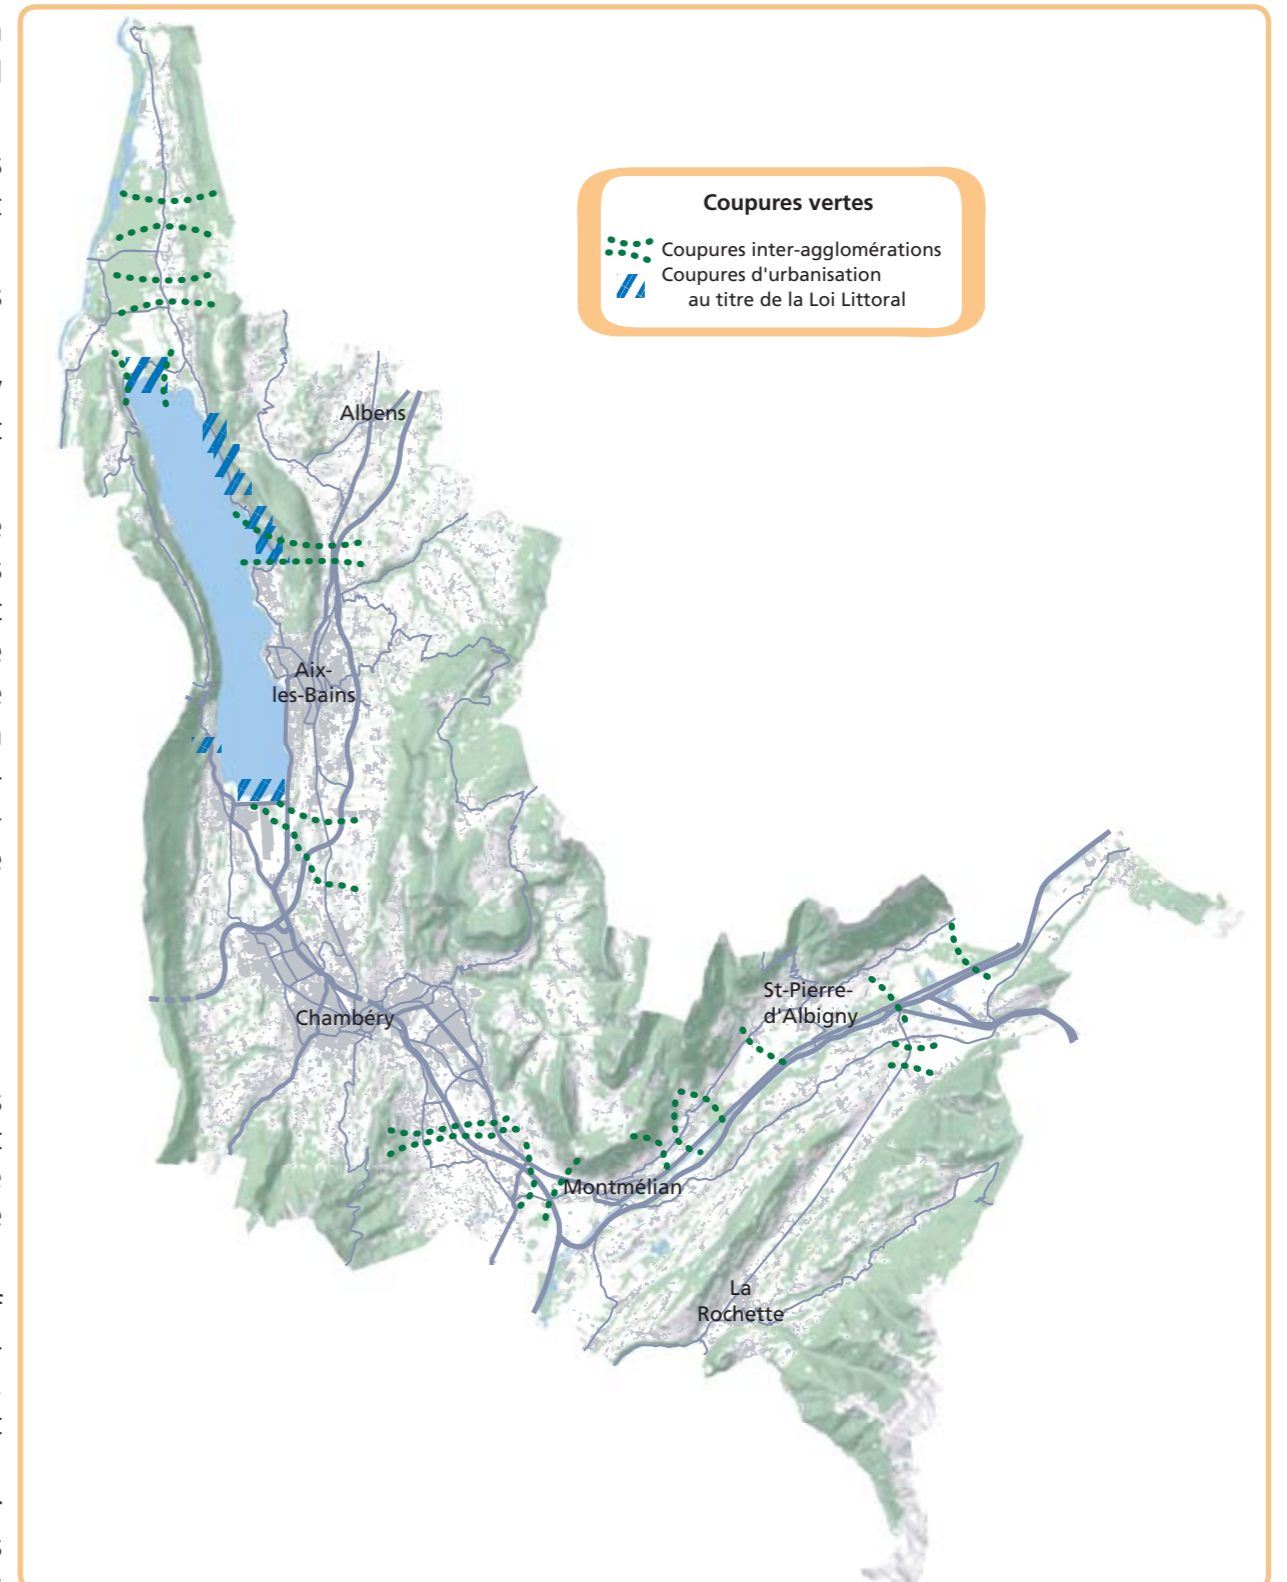 Coupures vertes
Coupures inter-agglomérations
Coupures d'urbanisation
au titre de la Loi Littoral
Albens
Aix-
les-Bains
St-Pierre-
d'Albigny
Chambéry
Montmélian
La
Rochette